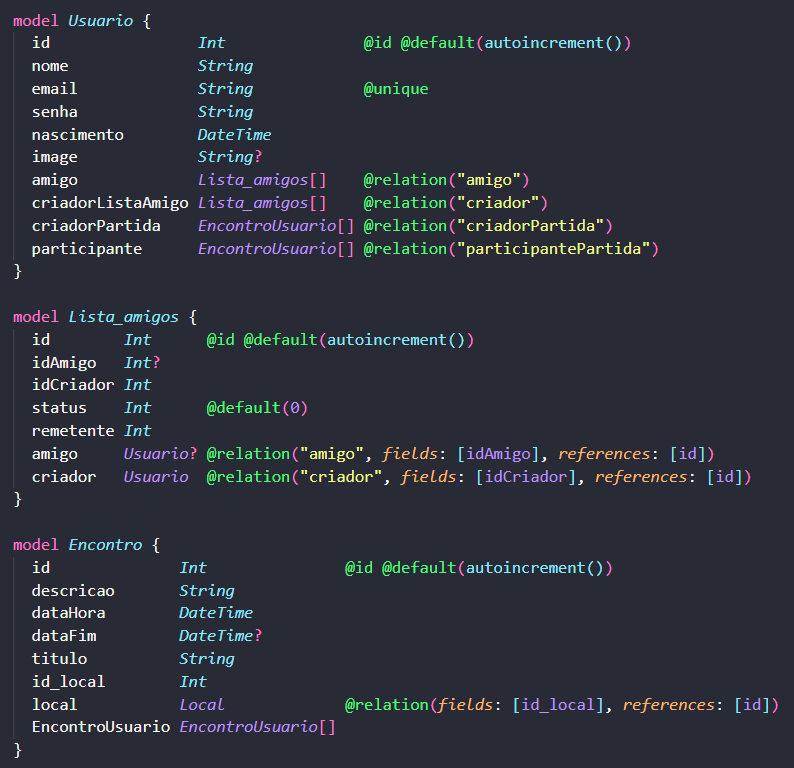 model Usuario {
id Int @id @default(autoincrement())
nome String
email String @unique
senha String
nascimento DateTime
image String?
amigo Lista_amigos[] @relation("amigo")
criadorListaAmigo Lista_amigos[] @relation("criador")
criadorPartida EncontroUsuario[] @relation("criadorPartida")
participante EncontroUsuario[] @relation("participantePartida")
}
model Lista_amigos {
id Int @id @default(autoincrement())
idAmigo Int?
idCriador Int
status Int @default(0)
remetente Int
amigo Usuario? @relation("amigo", fields: [idAmigo], references: [id])
criador Usuario @relation("criador", fields: [idCriador], references: [id])
}
model Encontro {
id Int @id @default(autoincrement())
descricao String
dataHora DateTime
dataFim DateTime?
titulo String
id_local Int
local Local @relation(fields: [id_local], references: [id])
EncontroUsuario EncontroUsuario[]
}